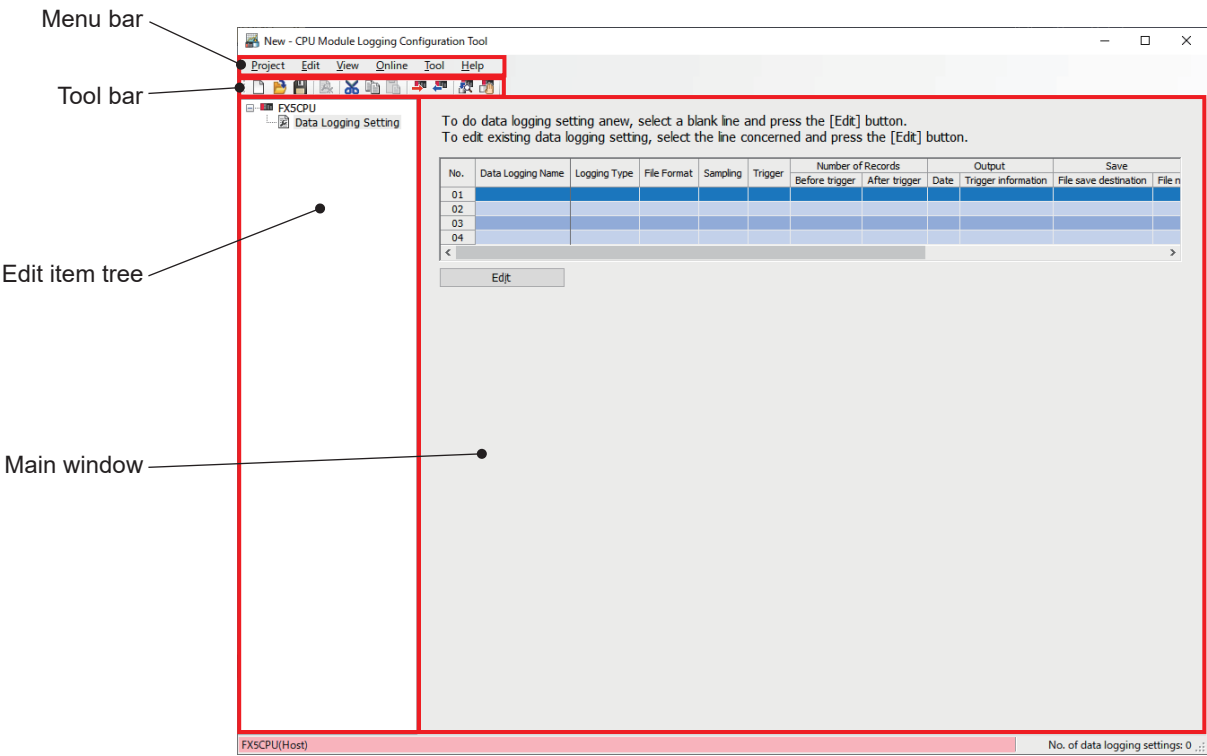 Menu bar
New - CPU Module Logging Configuration Tool
Project Edit View Online Tool Help
Tool bar
FX5CPU
Data Logging Setting
To do data logging setting anew, select a blank line and press the [Edit] button.
To edit existing data logging setting, select the line concerned and press the [Edit] button.
No. Data Logging Name Logging Type File Format Sampling Trigger Number of Records Output Save
Before trigger After trigger Date Trigger information File save destination File n
01
02
03
04
Edit
Edit item tree
Main window
FX5CPU(Host) No. of data logging settings: 0